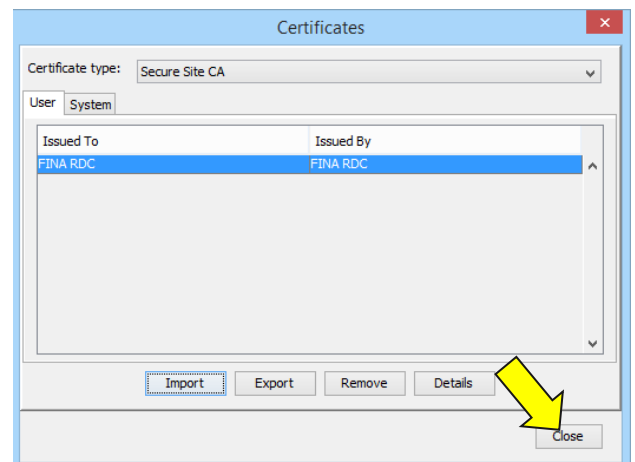 Certificates
Certificate type: Secure Site CA
User System
Issued To Issued By
FINA RDC FINA RDC
Import Export Remove Details
Close